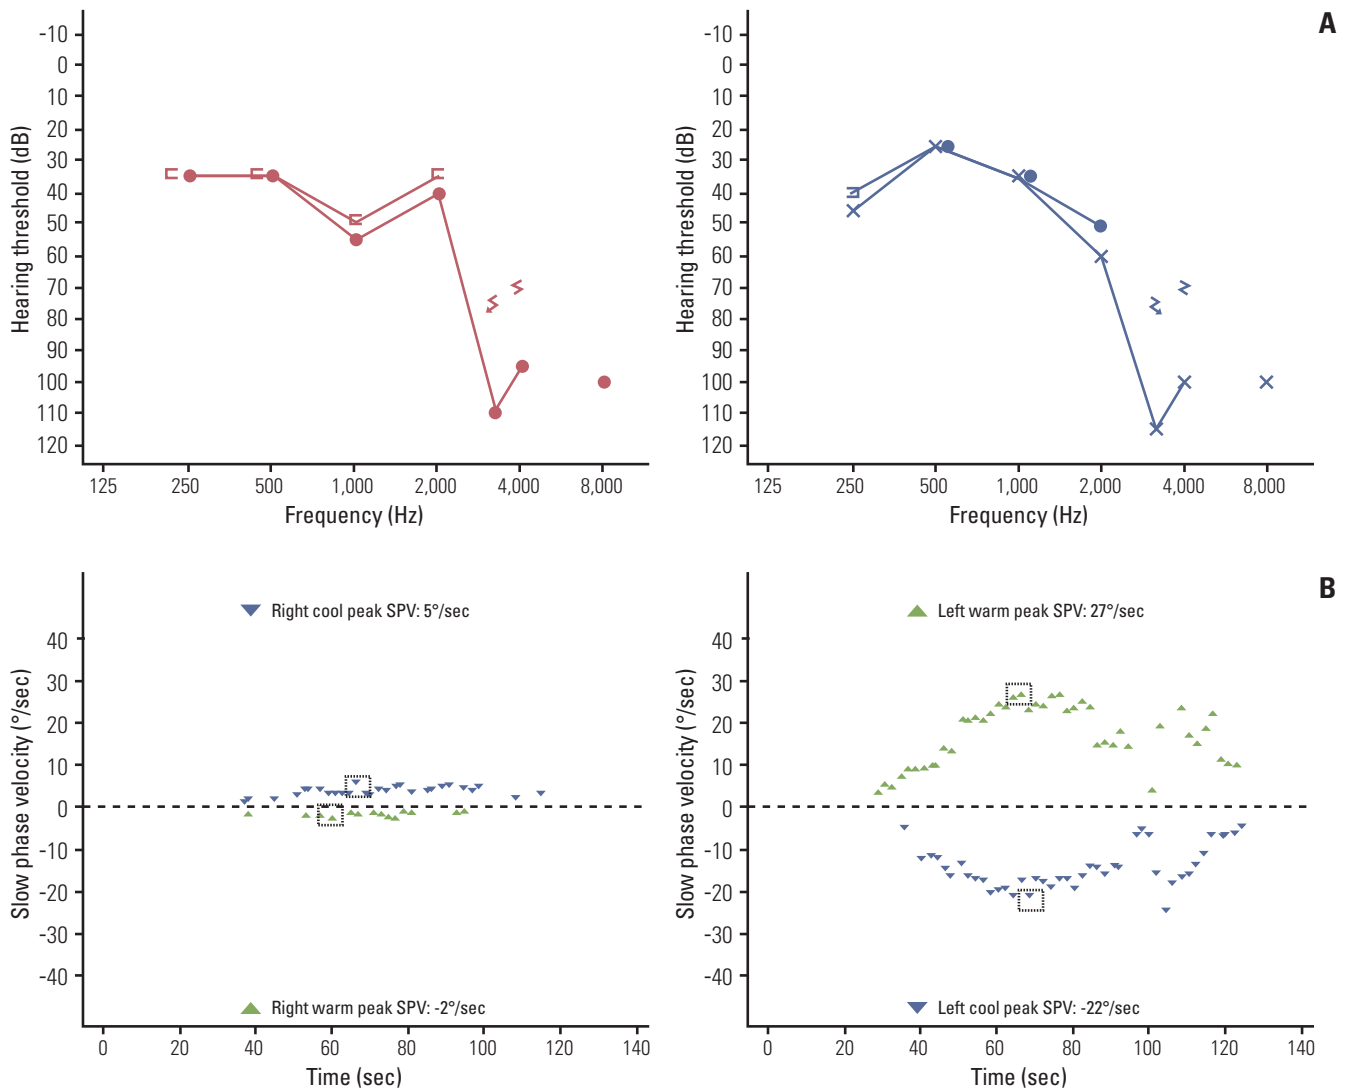 A
-10
0
10
20
30
40
50
60
70
80
90
100
110
120
Hearing threshold (dB)
125 250 500 1,000 2,000 4,000 8,000
Frequency (Hz)
-10
0
10
20
30
40
50
60
70
80
90
100
110
120
Hearing threshold (dB)
125 250 500 1,000 2,000 4,000 8,000
Frequency (Hz)
B
Right cool peak SPV: 5°/sec
40
30
20
10
0
-10
-20
-30
-40
Slow phase velocity (°/sec)
Right warm peak SPV: -2°/sec
0 20 40 60 80 100 120 140
Time (sec)
Left warm peak SPV: 27°/sec
40
30
20
10
0
-10
-20
-30
-40
Slow phase velocity (°/sec)
Left cool peak SPV: -22°/sec
0 20 40 60 80 100 120 140
Time (sec)